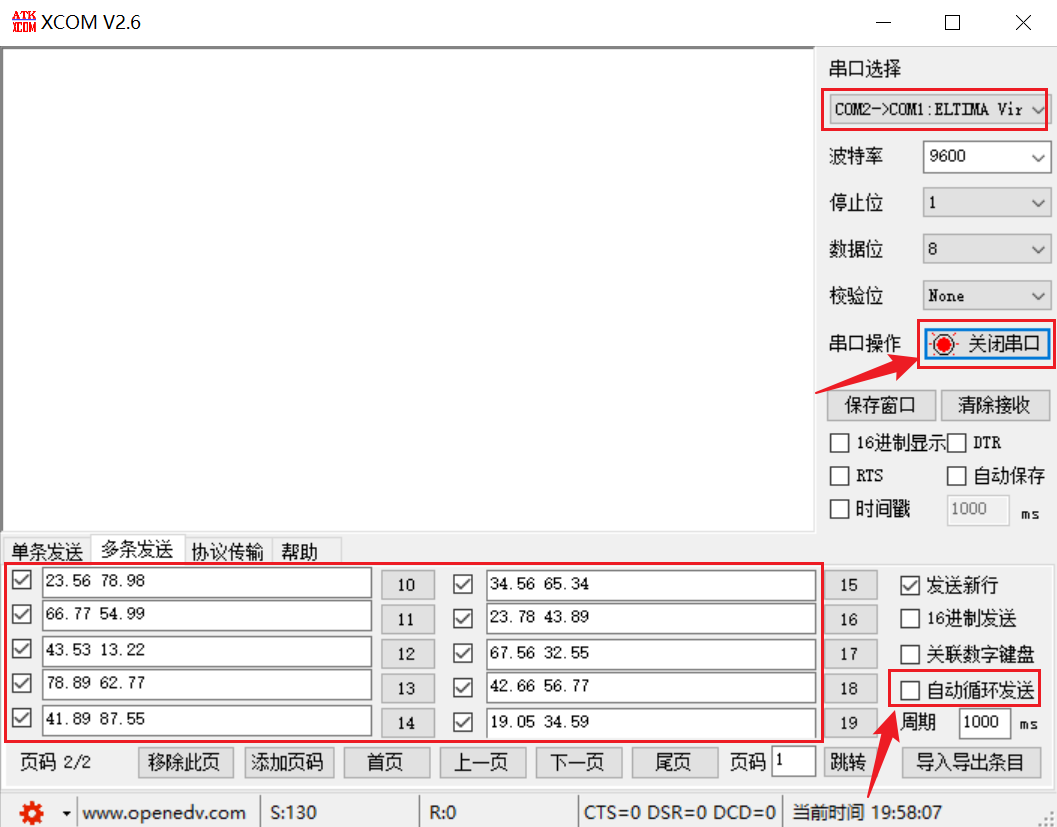 ATK XCOM XCOM V2.6
串口选择
COM2->COM1:ELTIMA Vir
波特率 9600
停止位 1
数据位 8
校验位 None
串口操作 关闭串口
保存窗口 清除接收
16进制显示 DTR
RTS 自动保存
时间戳 1000 ms
单条发送 多条发送 协议传输 帮助
23.56 78.98 10 34.56 65.34 15 发送新行
66.77 54.99 11 23.78 43.89 16 16进制发送
43.53 13.22 12 67.56 32.55 17 关联数字键盘
78.89 62.77 13 42.66 56.77 18 自动循环发送
41.89 87.55 14 19.05 34.59 19 周期 1000 ms
页码 2/2 移除此页 添加页码 首页 上一页 下一页 尾页 页码 1 跳转 导入导出条目
www.openedv.com S:130 R:0 CTS=0 DSR=0 DCD=0 当前时间 19:58:07